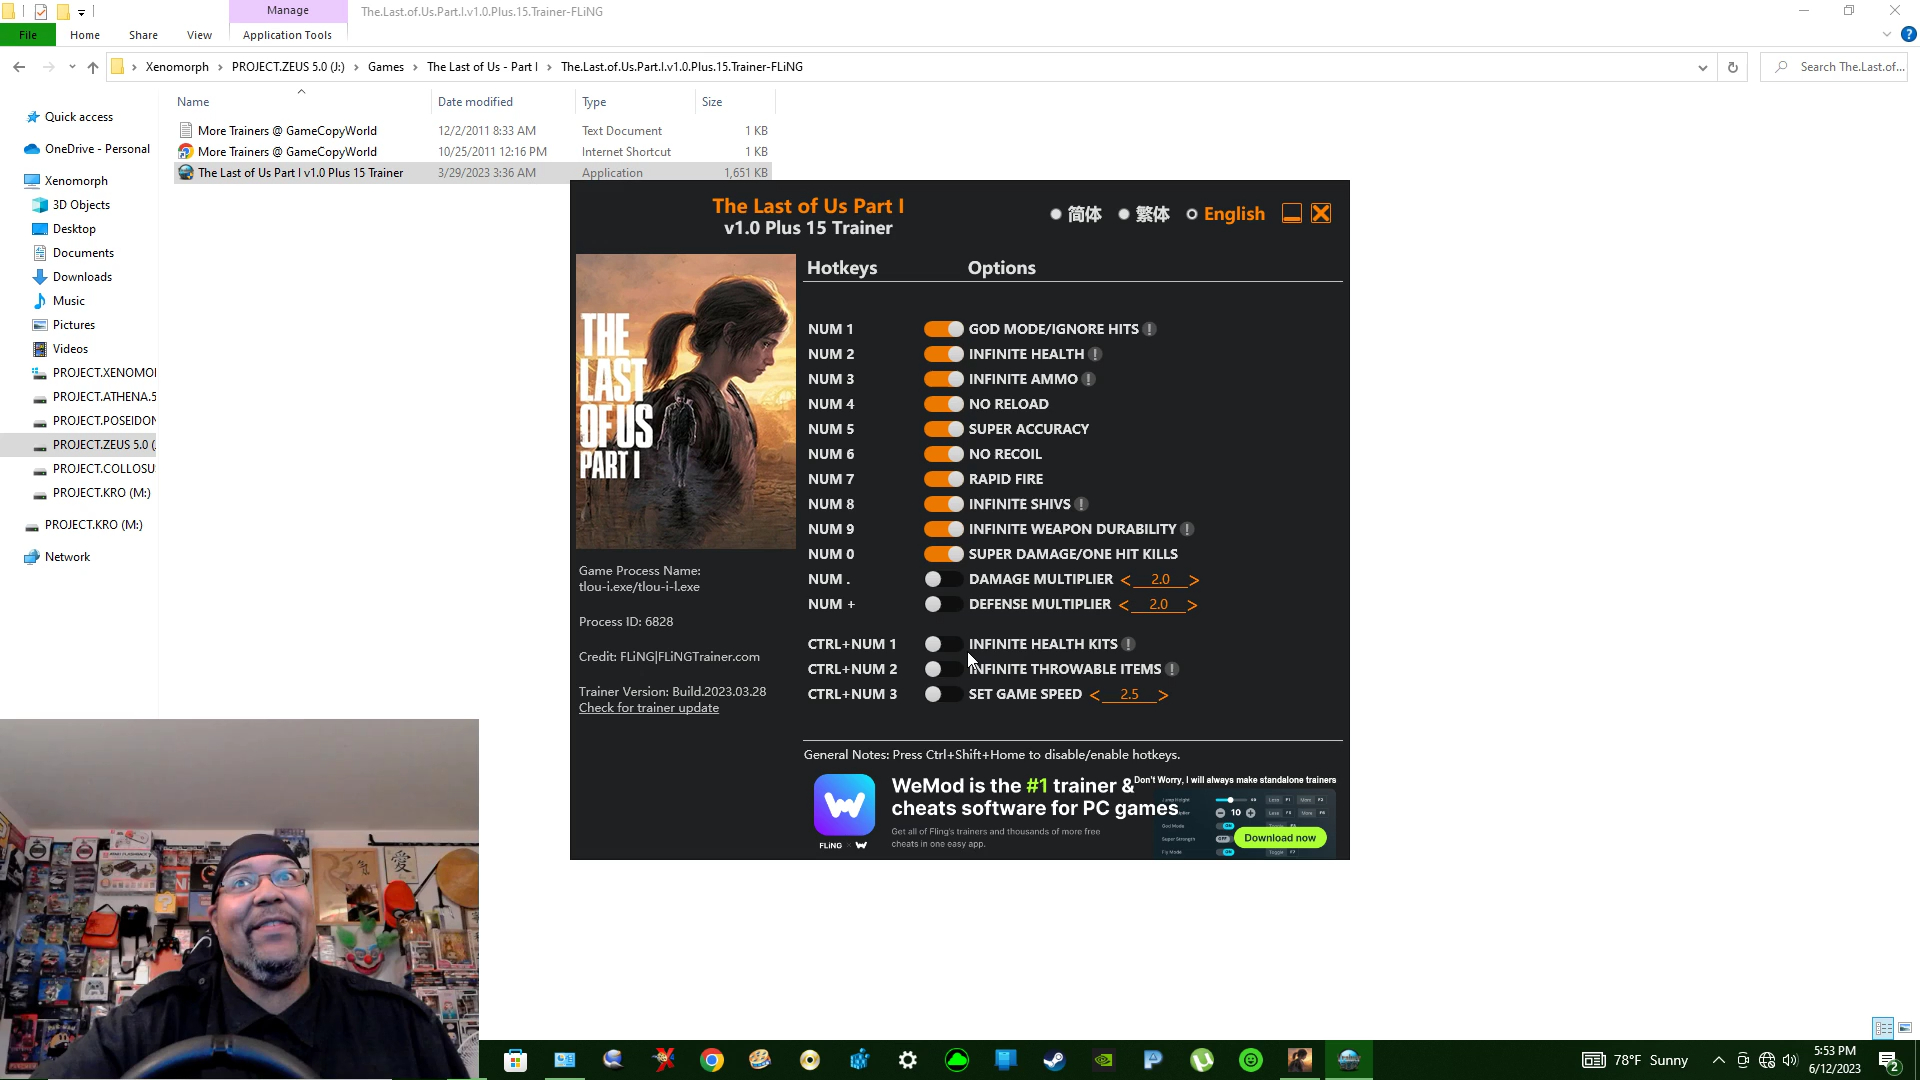 Manage
The.Last.of.Us.Part.I.v1.0.Plus.15.Trainer-FLiNG
File
Home
Share
View
Application Tools
Xenomorph
PROJECT.ZEUS 5.0 (J:)
Games
The Last of Us - Part I
The.Last.of.Us.Part.I.v1.0.Plus.15.Trainer-FLiNG
Search The.Last.of...
Name
Date modified
Type
Size
More Trainers @ GameCopyWorld 12/2/2011 8:33 AM Text Document 1 KB
More Trainers @ GameCopyWorld 10/25/2011 12:16 PM Internet Shortcut 1 KB
The Last of Us Part I v1.0 Plus 15 Trainer 3/29/2023 3:36 AM Application 1,651 KB
Quick access
OneDrive - Personal
Xenomorph
3D Objects
Desktop
Documents
Downloads
Music
Pictures
Videos
PROJECT.XENOMO
PROJECT.ATHENA.5
PROJECT.POSEIDON
PROJECT.ZEUS 5.0 (
PROJECT.COLLOSU
PROJECT.KRO (M:)
PROJECT.KRO (M:)
Network
The Last of Us Part I
v1.0 Plus 15 Trainer
简体
繁体
English
Hotkeys Options
NUM 1 GOD MODE/IGNORE HITS !
NUM 2 INFINITE HEALTH !
NUM 3 INFINITE AMMO !
NUM 4 NO RELOAD
NUM 5 SUPER ACCURACY
NUM 6 NO RECOIL
NUM 7 RAPID FIRE
NUM 8 INFINITE SHIVS !
NUM 9 INFINITE WEAPON DURABILITY !
NUM 0 SUPER DAMAGE/ONE HIT KILLS
NUM . DAMAGE MULTIPLIER < 2.0 >
NUM + DEFENSE MULTIPLIER < 2.0 >
CTRL+NUM 1 INFINITE HEALTH KITS !
CTRL+NUM 2 INFINITE THROWABLE ITEMS !
CTRL+NUM 3 SET GAME SPEED < 2.5 >
THE
LAST
OF US
PART I
Game Process Name:
tlou-i.exe/tlou-i-l.exe
Process ID: 6828
Credit: FLiNG|FLiNGTrainer.com
Trainer Version: Build.2023.03.28
Check for trainer update
General Notes: Press Ctrl+Shift+Home to disable/enable hotkeys.
WeMod is the #1 trainer &
cheats software for PC games
Don't Worry, I will always make standalone trainers
Get all of Fling's trainers and thousands of more free
cheats in one easy app.
FLiNG × W
10
Download now
78°F Sunny
5:53 PM
6/12/2023
2